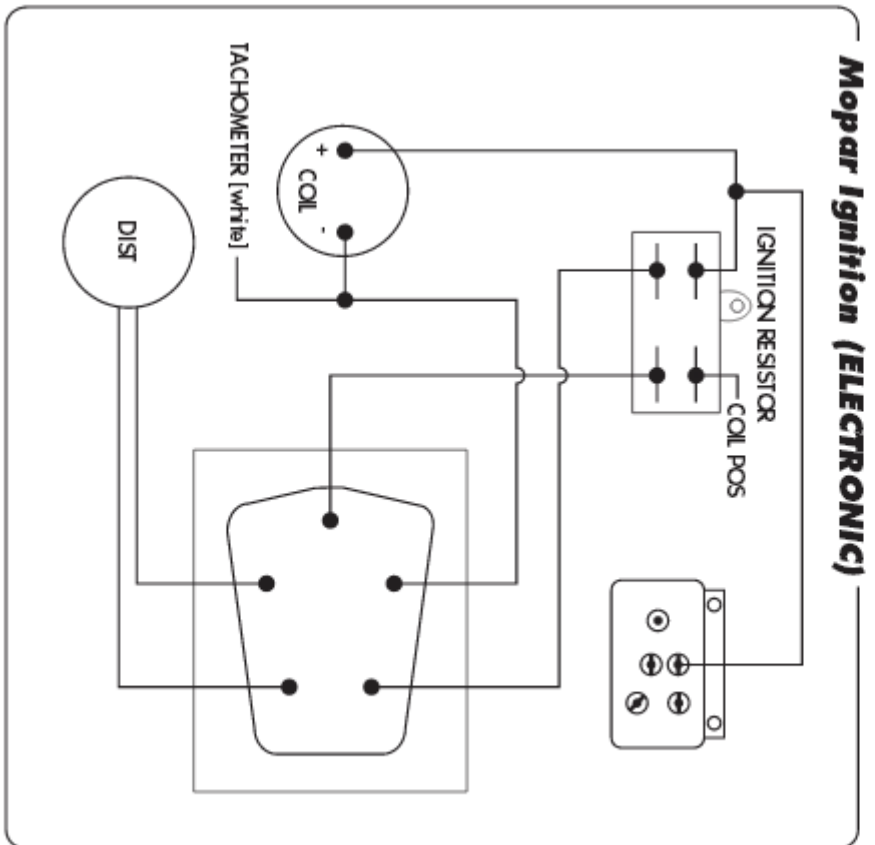 Mopar Ignition (ELECTRONIC)
TACHOMETER [white]
+
COIL
-
DIST
IGNITION RESISTOR
COIL POS